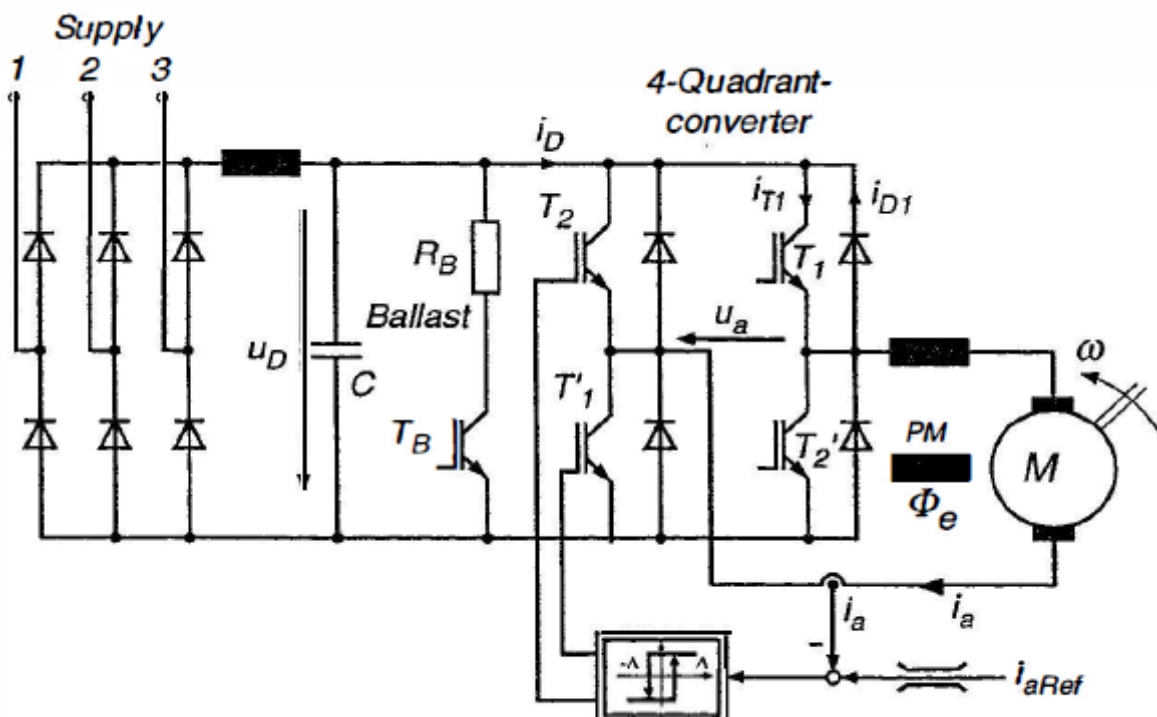 Supply
1 2 3
4-Quadrant-
converter
i_D
T_2
i_T1
i_D1
R_B
T_1
Ballast
u_a
u_D
C
ω
T'_1
T_B
T_2'
PM
M
Φ_e
i_a
i_a
-
-Δ Δ
i_aRef